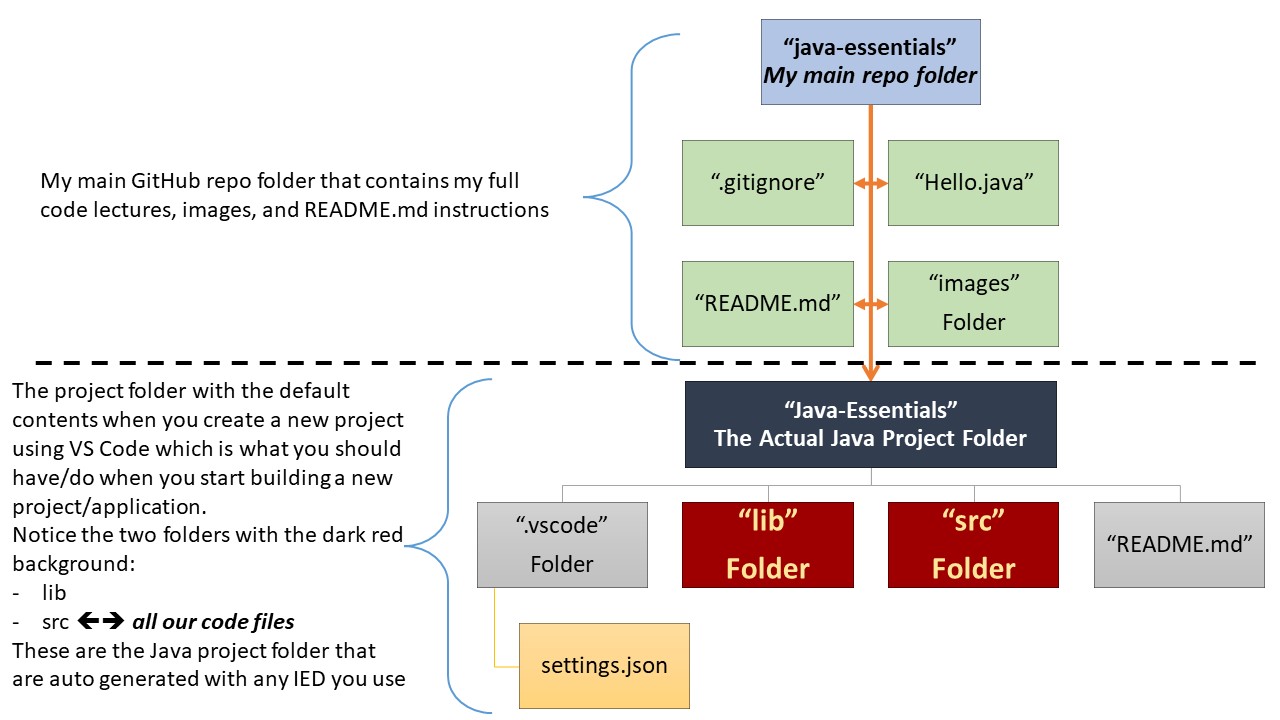 “java-essentials”
My main repo folder
“.gitignore”
“Hello.java”
My main GitHub repo folder that contains my full
code lectures, images, and README.md instructions
“README.md”
“images”
Folder
The project folder with the default
contents when you create a new project
using VS Code which is what you should
have/do when you start building a new
project/application.
Notice the two folders with the dark red
background:
- lib
- src 🡸🡺 all our code files
These are the Java project folder that
are auto generated with any IED you use
“Java-Essentials”
The Actual Java Project Folder
“.vscode”
Folder
“lib”
Folder
“src”
Folder
“README.md”
settings.json